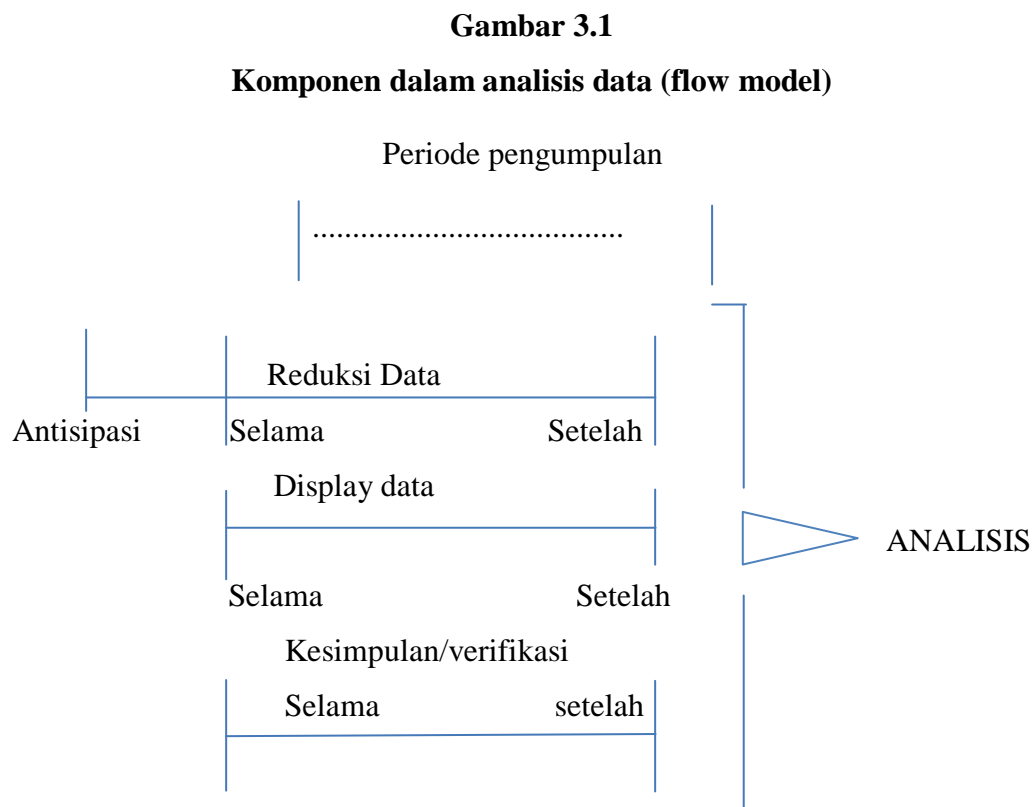 Gambar 3.1
Komponen dalam analisis data (flow model)
Periode pengumpulan
.......................................
Reduksi Data
Antisipasi Selama Setelah
Display data
ANALISIS
Selama Setelah
Kesimpulan/verifikasi
Selama setelah